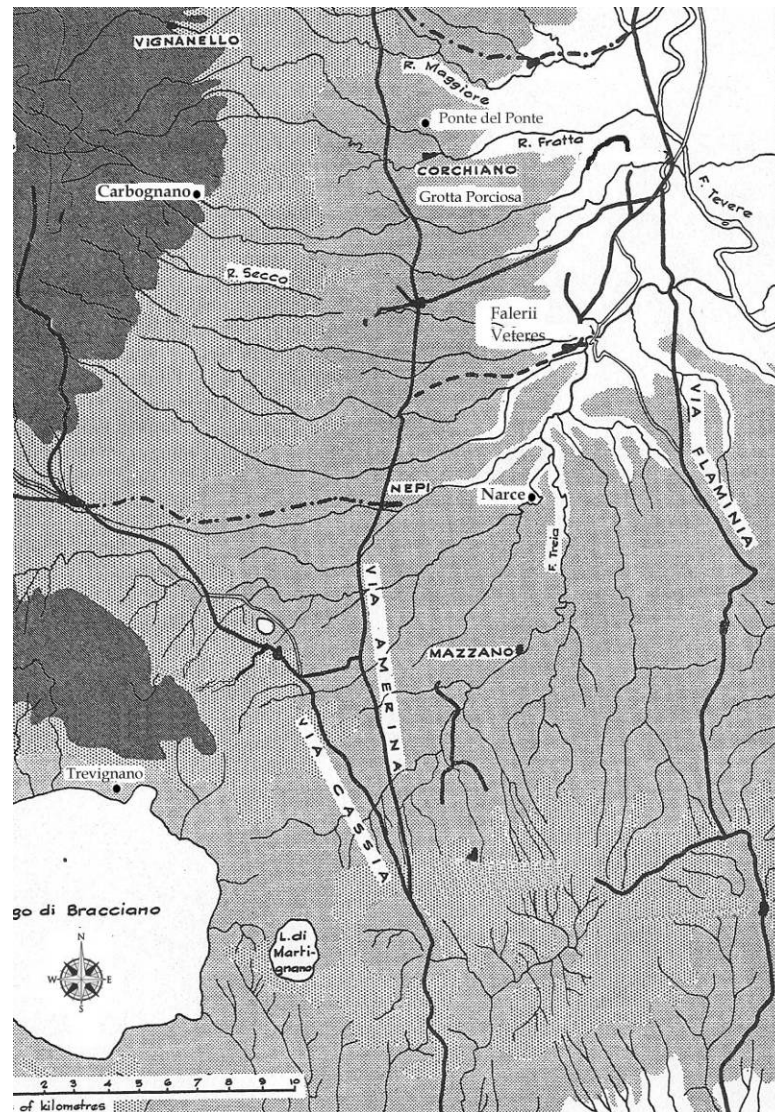 VIGNANELLO
R. Maggiore
Ponte del Ponte
R. Fratta
CORCHIANO
Carbognano
Grotta Porciosa
F. Tevere
R. Secco
Falerii
Veteres
VIA FLAMINIA
NEPI
Narce
F. Treia
VIA AMERINA
MAZZANO
VIA CASSIA
Trevignano
go di Bracciano
L. di
Marti-
gnano
N
W E
S
2 3 4 5 6 7 8 9 10
of kilometres